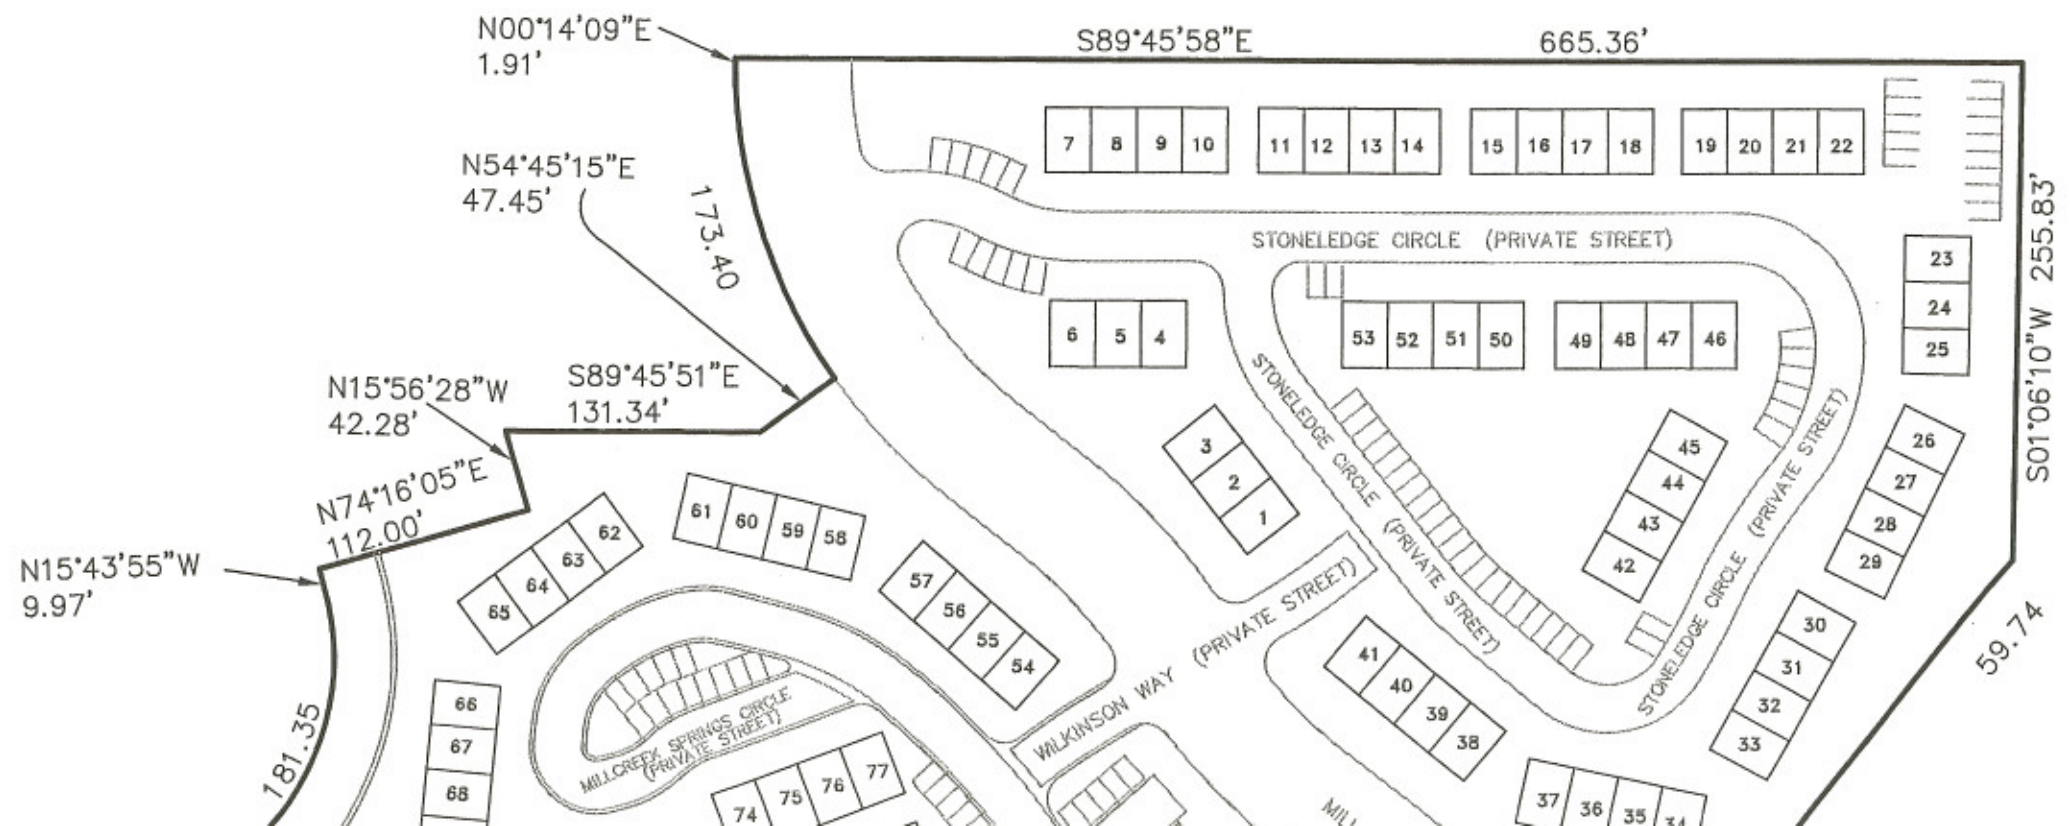 N00°14'09"E
1.91'
S89°45'58"E 665.36'
N54°45'15"E
47.45'
173.40
7 8 9 10 11 12 13 14 15 16 17 18 19 20 21 22
STONELEDGE CIRCLE (PRIVATE STREET)
S01°06'10"W 255.83'
23
24
25
6 5 4
53 52 51 50 49 48 47 46
N15°56'28"W
42.28'
S89°45'51"E
131.34'
STONELEDGE CIRCLE (PRIVATE STREET)
3
2
1
45
44
43
42
STONELEDGE CIRCLE (PRIVATE STREET)
26
27
28
29
N74°16'05"E
112.00'
N15°43'55"W
9.97'
61 60 59 58
62
63
64
65
57
56
55
54
WILKINSON WAY (PRIVATE STREET)
41
40
39
38
30
31
32
33
59.74
181.35
66
67
68
MILLCREEK SPRINGS CIRCLE
(PRIVATE STREET)
74 75 76 77
37 36 35 34
MILL